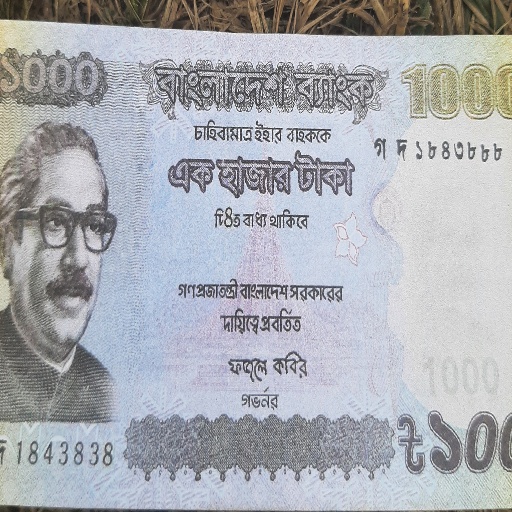 ১০০০
বাংলাদেশ ব্যাংক
1000
চাহিবামাত্র ইহার বাহককে
গ দ ১৮৪৩৮৮৮
এক হাজার টাকা
দিতে বাধ্য থাকিবে
গণপ্রজাতন্ত্রী বাংলাদেশ সরকারের
দায়িত্বে প্রবর্তিত
ফজলে কবির
গভর্নর
1000
1843838
৳১০০